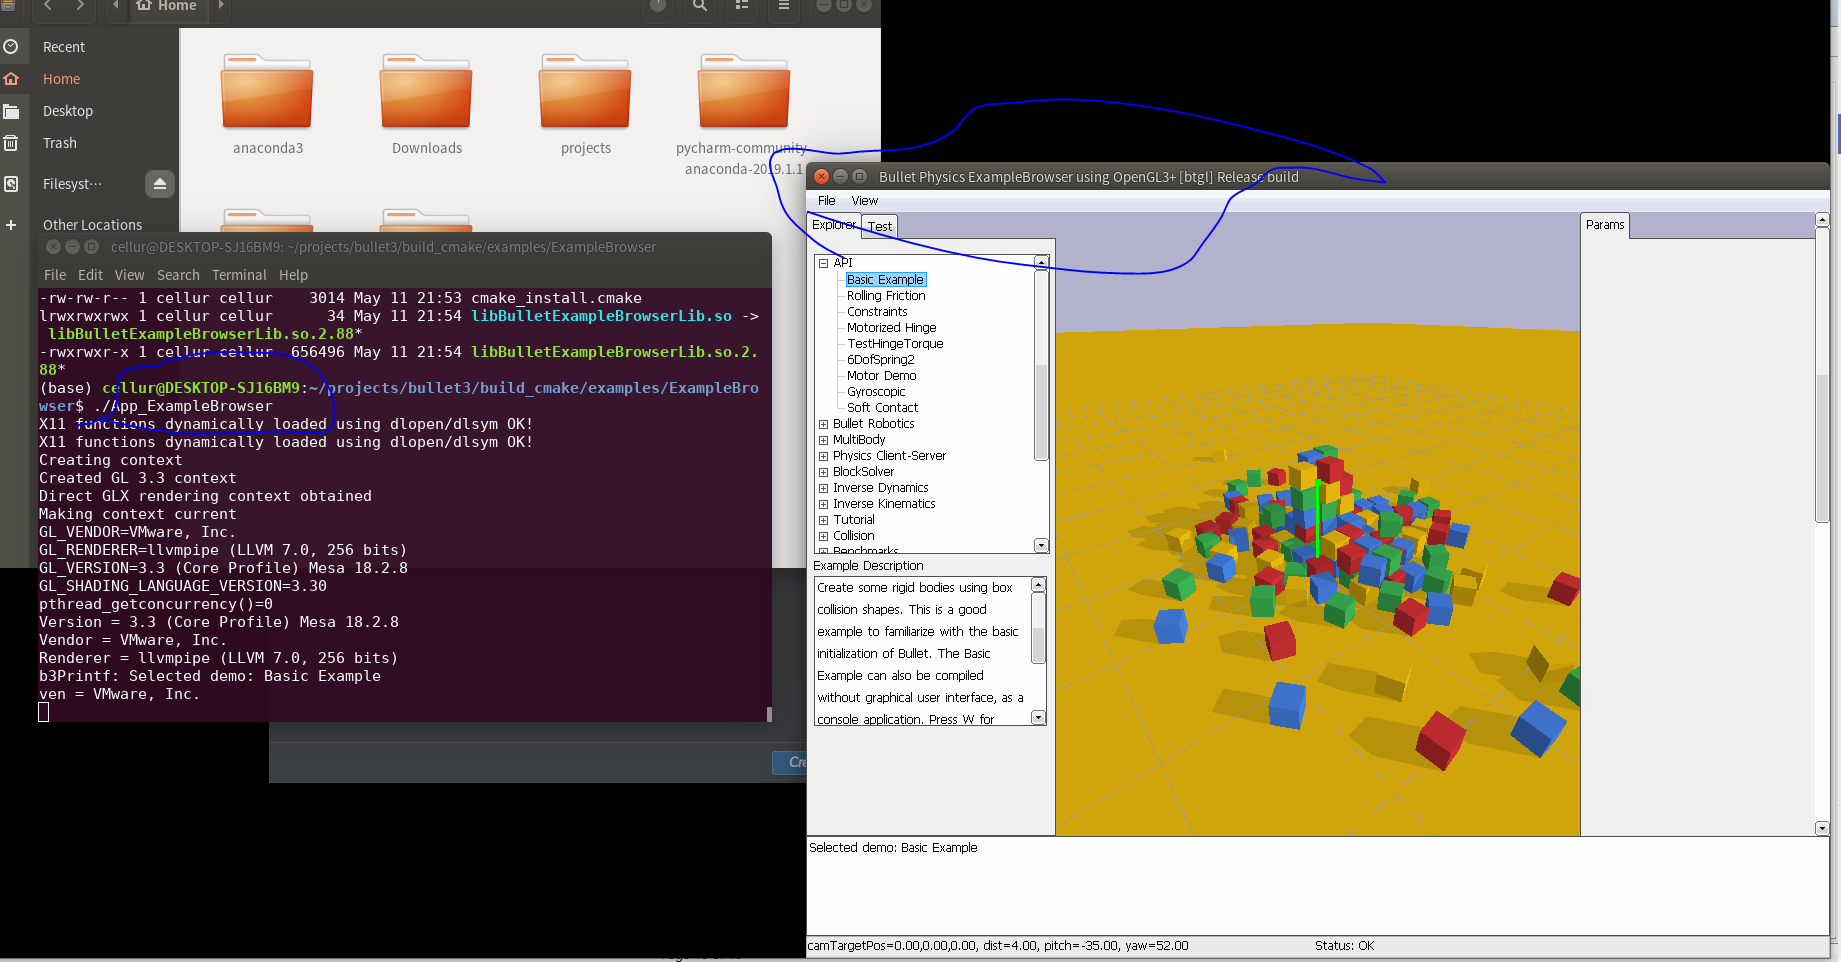 Home
Recent
Home
Desktop
Trash
Filesyst…
Other Locations
anaconda3
Downloads
projects
pycharm-community
anaconda-2019.1.1
cellur@DESKTOP-SJ16BM9: ~/projects/bullet3/build_cmake/examples/ExampleBrowser
File Edit View Search Terminal Help
-rw-rw-r-- 1 cellur cellur 3014 May 11 21:53 cmake_install.cmake
lrwxrwxrwx 1 cellur cellur 34 May 11 21:54 libBulletExampleBrowserLib.so ->
libBulletExampleBrowserLib.so.2.88*
-rwxrwxr-x 1 cellur cellur 656496 May 11 21:54 libBulletExampleBrowserLib.so.2.
88*
(base) cellur@DESKTOP-SJ16BM9:~/projects/bullet3/build_cmake/examples/ExampleBro
wser$ ./App_ExampleBrowser
X11 functions dynamically loaded using dlopen/dlsym OK!
X11 functions dynamically loaded using dlopen/dlsym OK!
Creating context
Created GL 3.3 context
Direct GLX rendering context obtained
Making context current
GL_VENDOR=VMware, Inc.
GL_RENDERER=llvmpipe (LLVM 7.0, 256 bits)
GL_VERSION=3.3 (Core Profile) Mesa 18.2.8
GL_SHADING_LANGUAGE_VERSION=3.30
pthread_getconcurrency()=0
Version = 3.3 (Core Profile) Mesa 18.2.8
Vendor = VMware, Inc.
Renderer = llvmpipe (LLVM 7.0, 256 bits)
b3Printf: Selected demo: Basic Example
ven = VMware, Inc.
Bullet Physics ExampleBrowser using OpenGL3+ [btgl] Release build
File View
Explorer Test
API
Basic Example
Rolling Friction
Constraints
Motorized Hinge
TestHingeTorque
6DofSpring2
Motor Demo
Gyroscopic
Soft Contact
Bullet Robotics
MultiBody
Physics Client-Server
BlockSolver
Inverse Dynamics
Inverse Kinematics
Tutorial
Collision
Benchmarks
Example Description
Create some rigid bodies using box
collision shapes. This is a good
example to familiarize with the basic
initialization of Bullet. The Basic
Example can also be compiled
without graphical user interface, as a
console application. Press W for
Params
Selected demo: Basic Example
camTargetPos=0.00,0.00,0.00, dist=4.00, pitch=-35.00, yaw=52.00
Status: OK